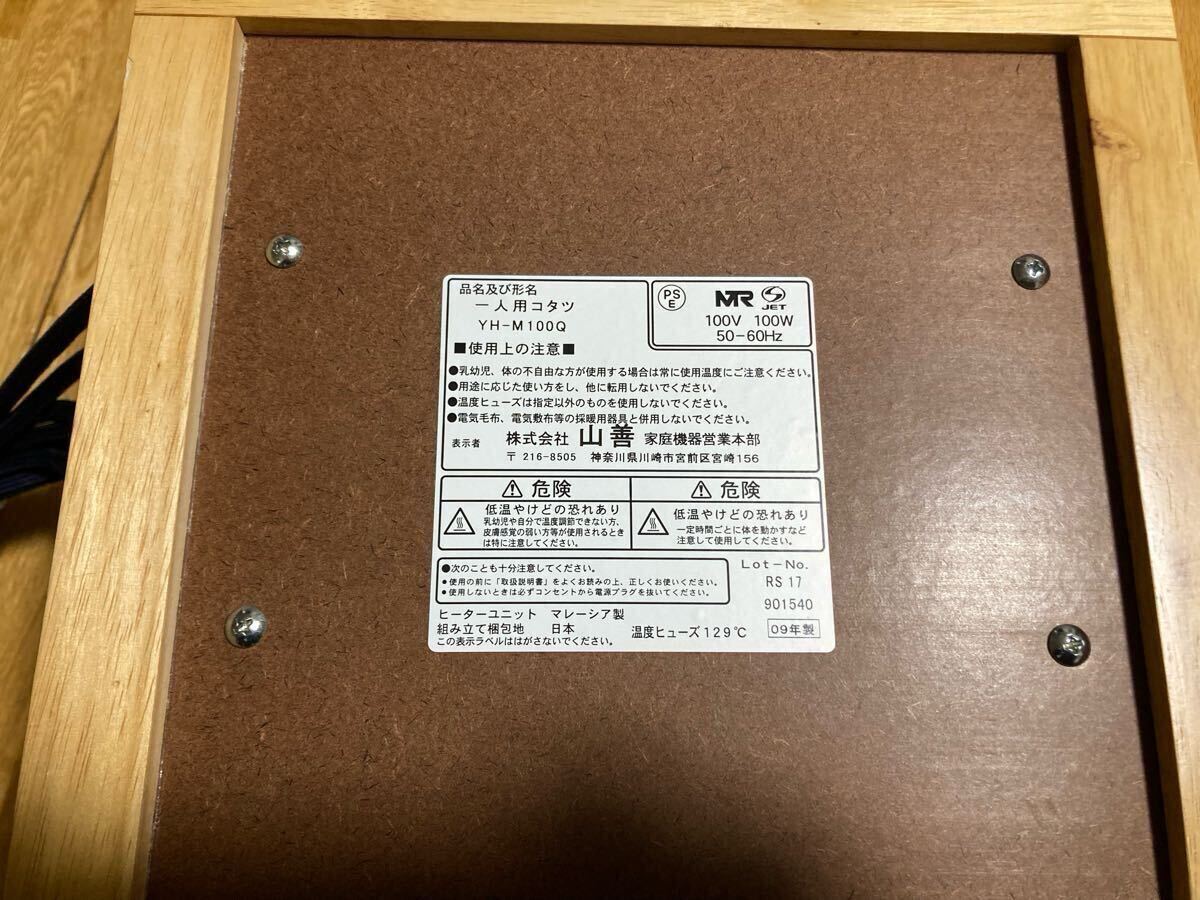 品名及び形名
一人用コタツ
YH-M100Q
PS
E
MTR
JET
100V 100W
50-60Hz
■使用上の注意■
●乳幼児、体の不自由な方が使用する場合は常に使用温度にご注意ください。
●用途に応じた使い方をし、他に転用しないでください。
●温度ヒューズは指定以外のものを使用しないでください。
●電気毛布、電気敷布等の採暖用器具と併用しないでください。
表示者 株式会社 山善 家庭機器営業本部
〒216-8505 神奈川県川崎市宮前区宮崎156
⚠危険
低温やけどの恐れあり
乳幼児や自分で温度調節できない方、
皮膚感覚の弱い方等が使用されるとき
は特に注意してください。
⚠危険
低温やけどの恐れあり
一定時間ごとに体を動かすなど
注意して使用してください。
●次のことも十分注意してください。
●使用の前に「取扱説明書」をよくお読みの上、正しくお使いください。
●使用しないときは必ずコンセントから電源プラグを抜いてください。
Lot-No.
RS 17
901540
ヒーターユニット マレーシア製
組み立て梱包地 日本
温度ヒューズ129℃
09年製
この表示ラベルははがさないでください。